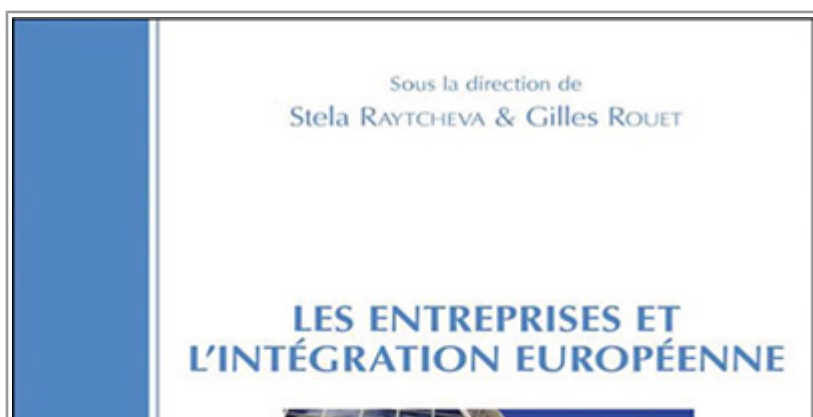 Sous la direction de
Stela RAYTCHEVA & Gilles ROUET
LES ENTREPRISES ET
L'INTÉGRATION EUROPÉENNE